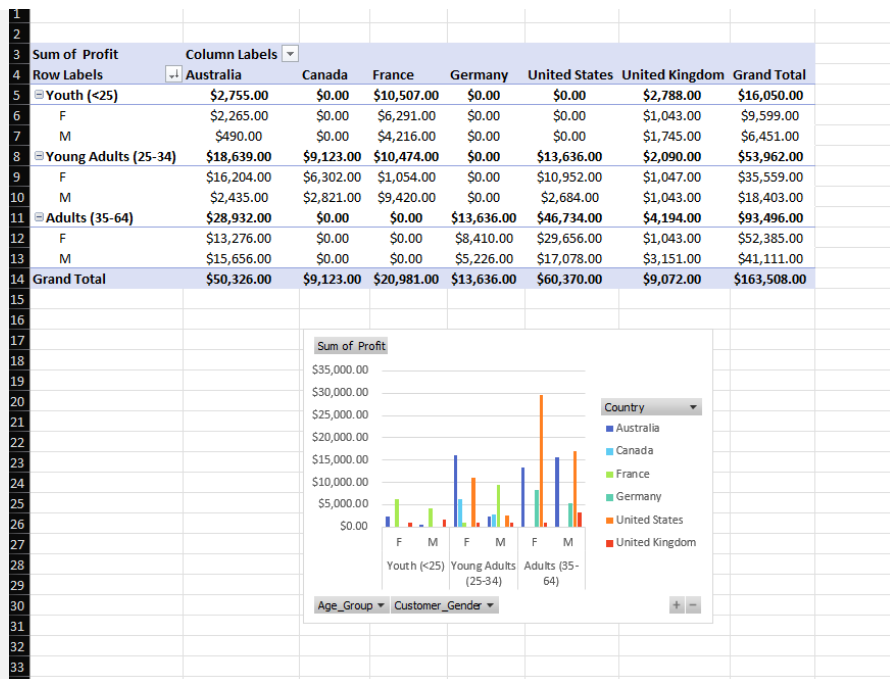 1
2
3 Sum of Profit Column Labels
4 Row Labels Australia Canada France Germany United States United Kingdom Grand Total
5 Youth (<25) $2,755.00 $0.00 $10,507.00 $0.00 $0.00 $2,788.00 $16,050.00
6 F $2,265.00 $0.00 $6,291.00 $0.00 $0.00 $1,043.00 $9,599.00
7 M $490.00 $0.00 $4,216.00 $0.00 $0.00 $1,745.00 $6,451.00
8 Young Adults (25-34) $18,639.00 $9,123.00 $10,474.00 $0.00 $13,636.00 $2,090.00 $53,962.00
9 F $16,204.00 $6,302.00 $1,054.00 $0.00 $10,952.00 $1,047.00 $35,559.00
10 M $2,435.00 $2,821.00 $9,420.00 $0.00 $2,684.00 $1,043.00 $18,403.00
11 Adults (35-64) $28,932.00 $0.00 $0.00 $13,636.00 $46,734.00 $4,194.00 $93,496.00
12 F $13,276.00 $0.00 $0.00 $8,410.00 $29,656.00 $1,043.00 $52,385.00
13 M $15,656.00 $0.00 $0.00 $5,226.00 $17,078.00 $3,151.00 $41,111.00
14 Grand Total $50,326.00 $9,123.00 $20,981.00 $13,636.00 $60,370.00 $9,072.00 $163,508.00
15
16
17
18
19
20
21
22
23
24
25
26
27
28
29
30
31
32
33
Sum of Profit
$35,000.00
$30,000.00
$25,000.00
$20,000.00
$15,000.00
$10,000.00
$5,000.00
$0.00
F M F M F M
Youth (<25) Young Adults Adults (35-
(25-34) 64)
Country
Australia
Canada
France
Germany
United States
United Kingdom
Age_Group Customer_Gender
+ −